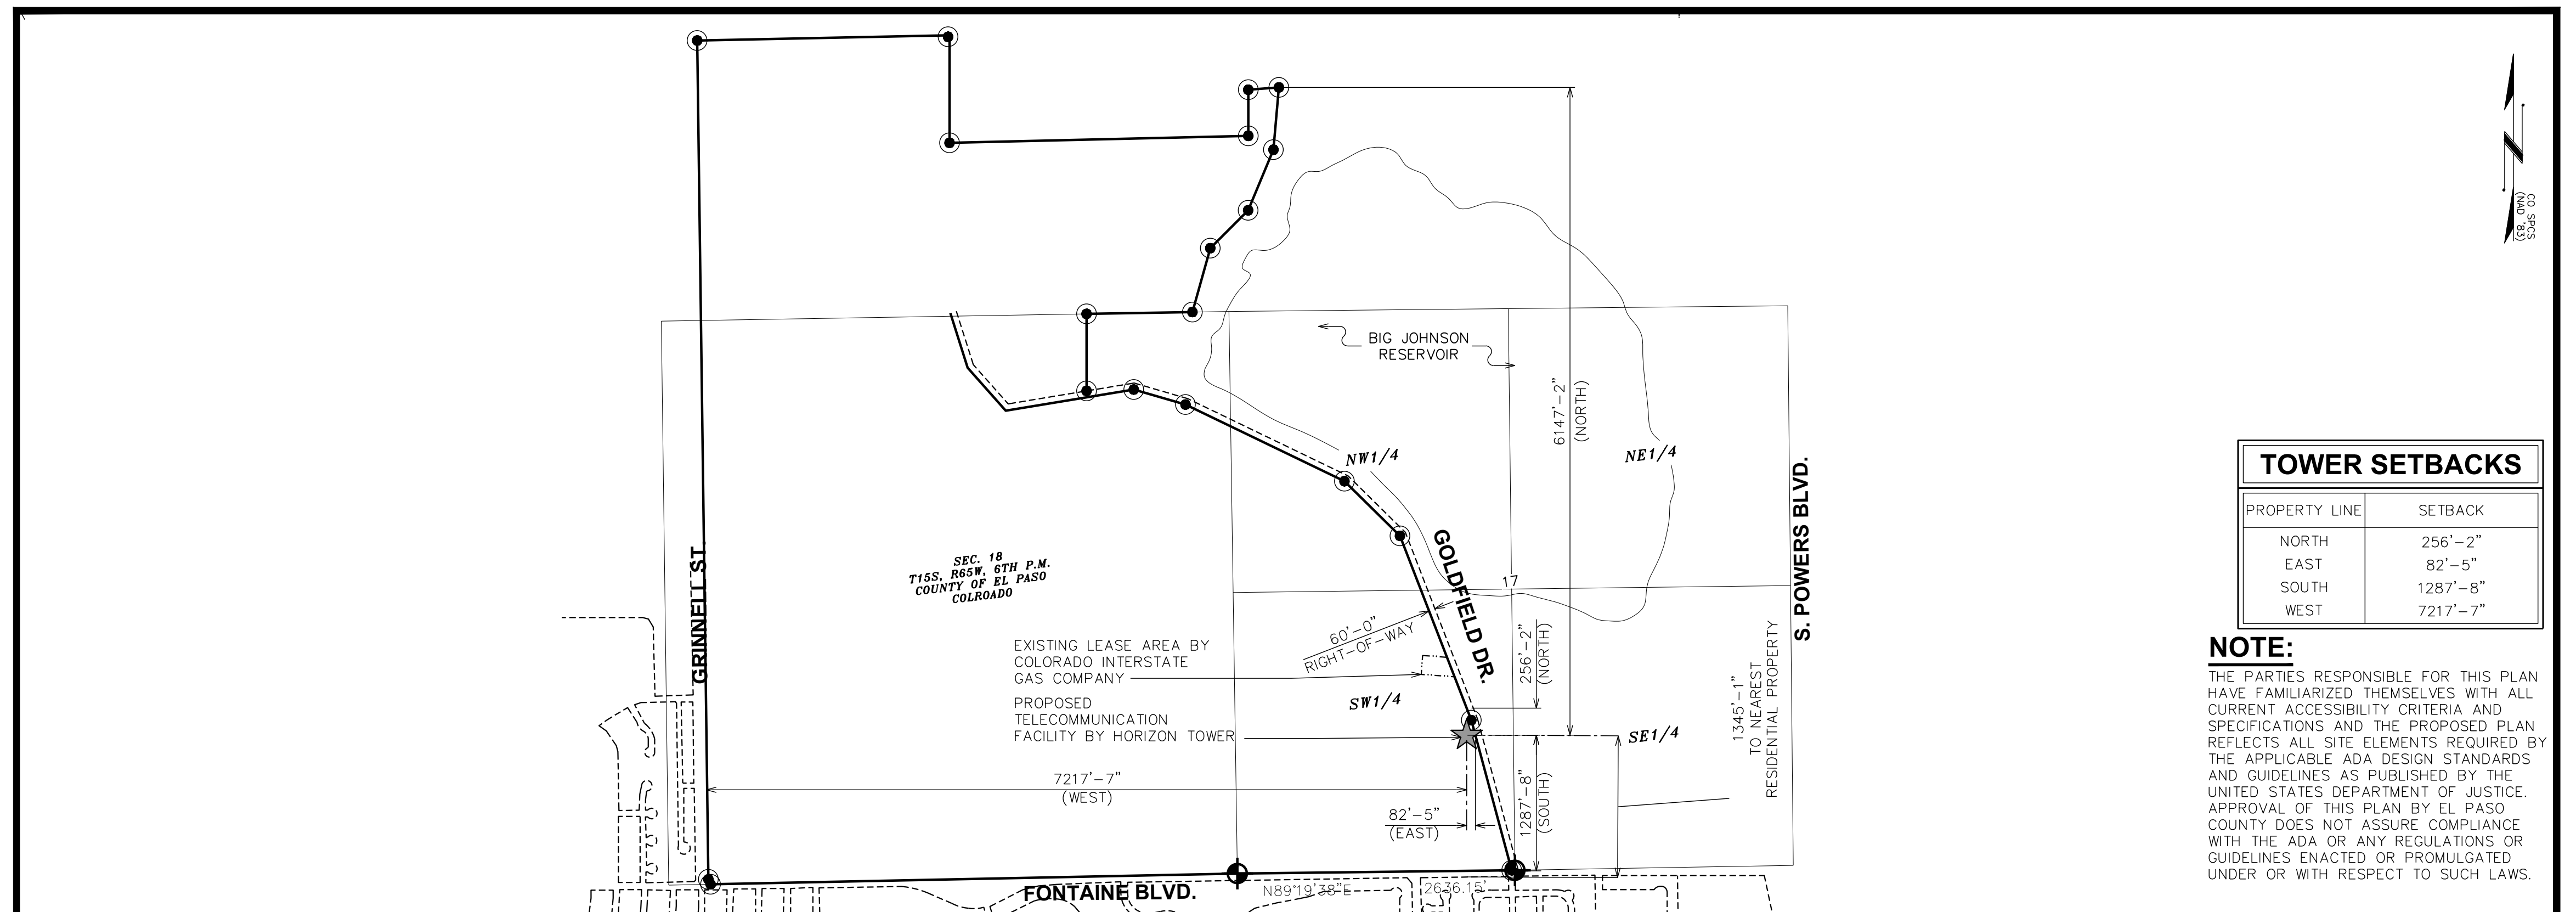 CO SPCS
(NAD '83)
BIG JOHNSON
RESERVOIR
6147'-2"
(NORTH)
NW1/4
NE1/4
S. POWERS BLVD.
GRINNELL ST.
SEC. 18
T15S, R65W, 6TH P.M.
COUNTY OF EL PASO
COLROADO
GOLDFIELD DR.
17
60'-0"
RIGHT-OF-WAY
EXISTING LEASE AREA BY
COLORADO INTERSTATE
GAS COMPANY
256'-2"
(NORTH)
SW1/4
PROPOSED
TELECOMMUNICATION
FACILITY BY HORIZON TOWER
SE1/4
1345'-1"
TO NEAREST
RESIDENTIAL PROPERTY
7217'-7"
(WEST)
82'-5"
(EAST)
1287'-8"
(SOUTH)
FONTAINE BLVD.
N89°19'38"E
2636.15'
TOWER SETBACKS
PROPERTY LINE SETBACK
NORTH 256'-2"
EAST 82'-5"
SOUTH 1287'-8"
WEST 7217'-7"
NOTE:
THE PARTIES RESPONSIBLE FOR THIS PLAN
HAVE FAMILIARIZED THEMSELVES WITH ALL
CURRENT ACCESSIBILITY CRITERIA AND
SPECIFICATIONS AND THE PROPOSED PLAN
REFLECTS ALL SITE ELEMENTS REQUIRED BY
THE APPLICABLE ADA DESIGN STANDARDS
AND GUIDELINES AS PUBLISHED BY THE
UNITED STATES DEPARTMENT OF JUSTICE.
APPROVAL OF THIS PLAN BY EL PASO
COUNTY DOES NOT ASSURE COMPLIANCE
WITH THE ADA OR ANY REGULATIONS OR
GUIDELINES ENACTED OR PROMULGATED
UNDER OR WITH RESPECT TO SUCH LAWS.